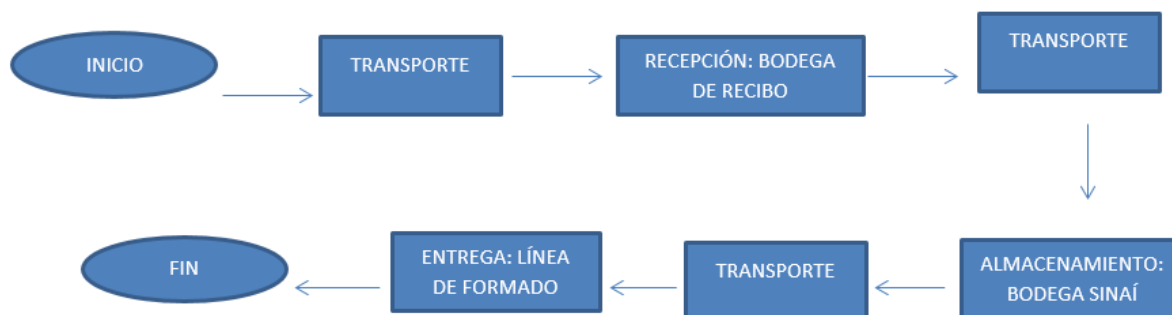 INICIO
TRANSPORTE
RECEPCIÓN: BODEGA
DE RECIBO
TRANSPORTE
ALMACENAMIENTO:
BODEGA SINAÍ
TRANSPORTE
ENTREGA: LÍNEA
DE FORMADO
FIN